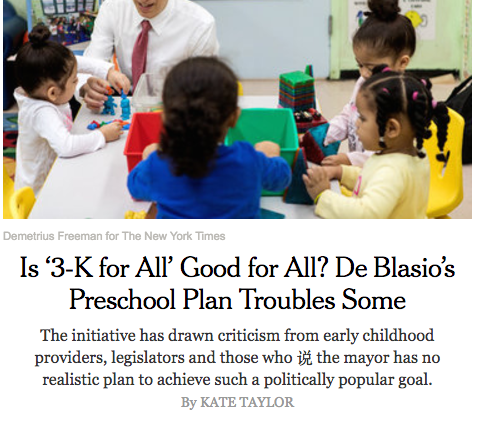 Demetrius Freeman for The New York Times
Is ‘3-K for All’ Good for All? De Blasio’s
Preschool Plan Troubles Some
The initiative has drawn criticism from early childhood
providers, legislators and those who 说 the mayor has no
realistic plan to achieve such a politically popular goal.
By KATE TAYLOR